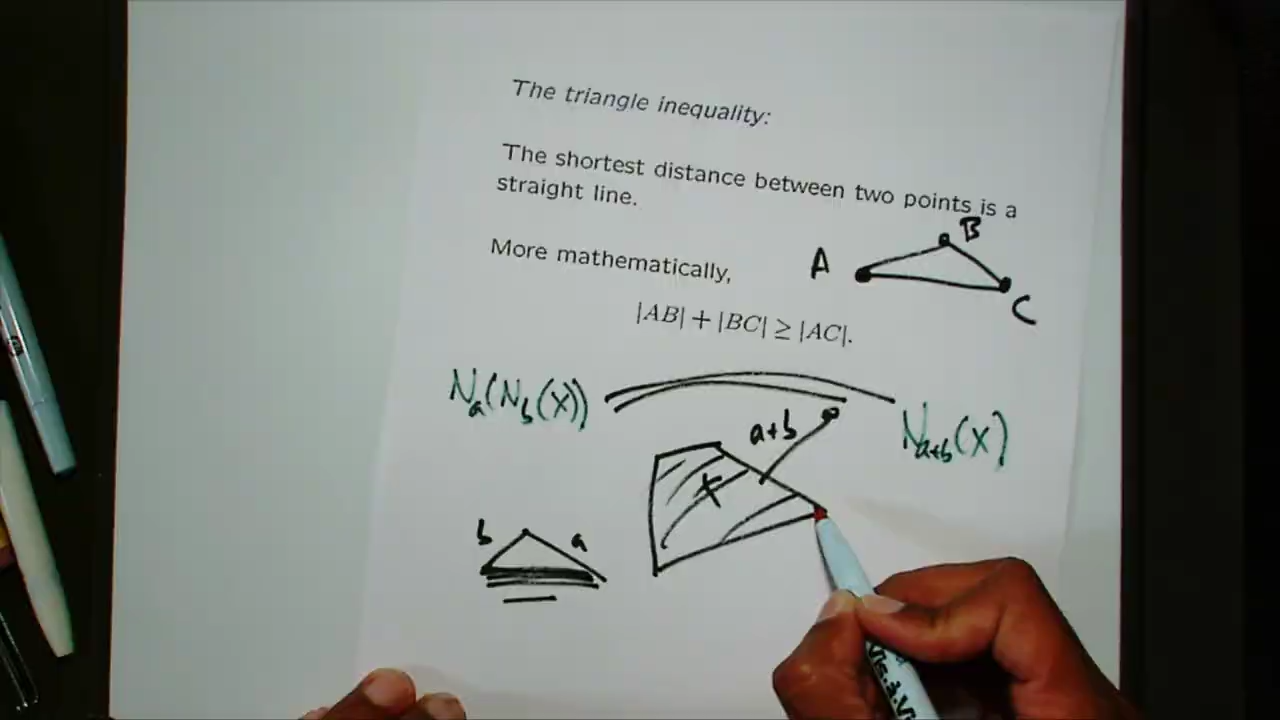 The triangle inequality:
The shortest distance between two points is a
straight line.
More mathematically,
B
A
C
|AB| + |BC| ≥ |AC|.
N_a(N_b(X))
N_{a+b}(X)
a+b
X
b a